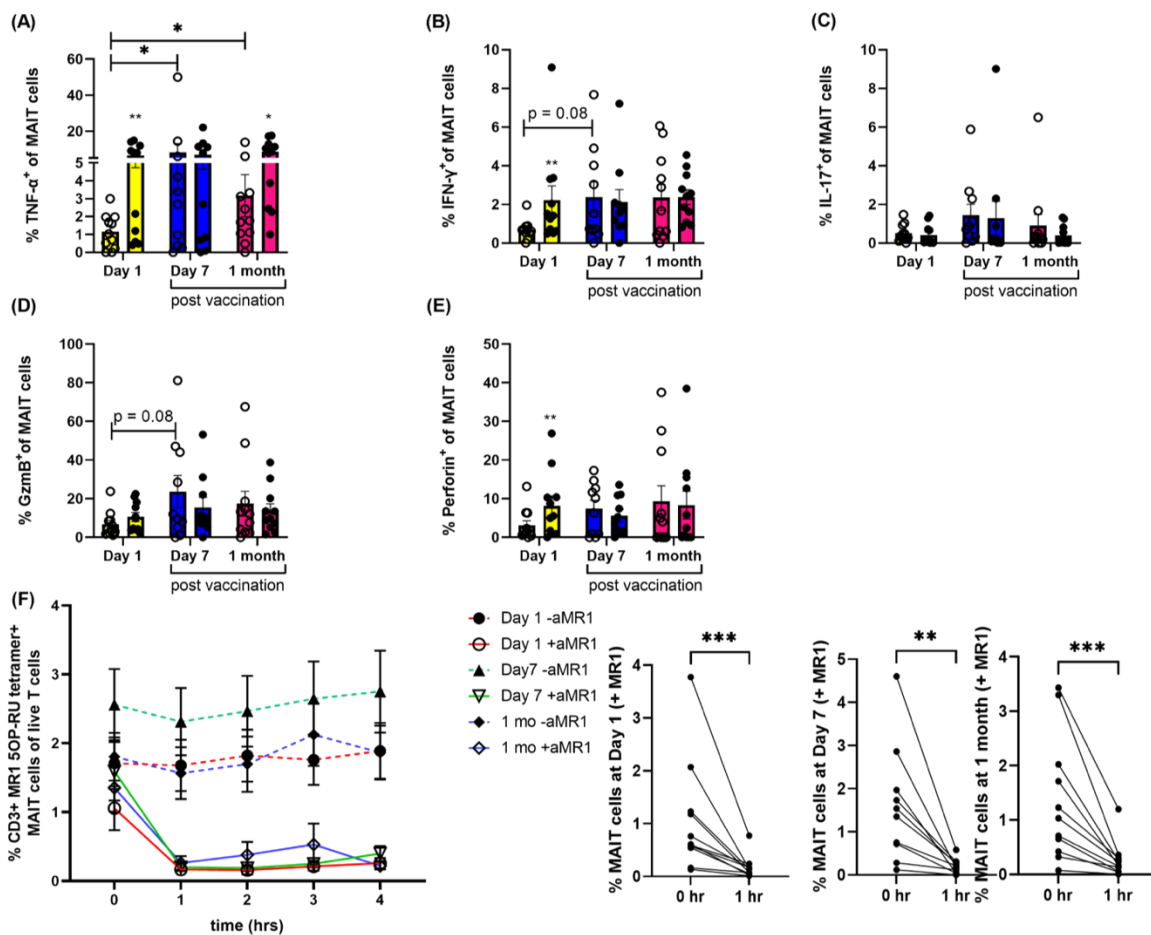 (A)
% TNF-α+ of MAIT cells
60
40
20
5
4
3
2
1
0
*
*
**
*
Day 1
Day 7
1 month
post vaccination
(B)
% IFN-γ+ of MAIT cells
10
8
6
4
2
0
p = 0.08
**
Day 1
Day 7
1 month
post vaccination
(C)
% IL-17+ of MAIT cells
10
8
6
4
2
0
Day 1
Day 7
1 month
post vaccination
(D)
% GzmB+ of MAIT cells
100
80
60
40
20
0
p = 0.08
Day 1
Day 7
1 month
post vaccination
(E)
% Perforin+ of MAIT cells
50
40
30
20
10
0
**
Day 1
Day 7
1 month
post vaccination
(F)
% CD3+ MR1 5OP-RU tetramer+
MAIT cells of live T cells
4
3
2
1
0
0
1
2
3
4
time (hrs)
Day 1 -aMR1
Day 1 +aMR1
Day7 -aMR1
Day 7 +aMR1
1 mo -aMR1
1 mo +aMR1
% MAIT cells at Day 1 (+ MR1)
4
3
2
1
0
***
0 hr
1 hr
% MAIT cells at Day 7 (+ MR1)
5
4
3
2
1
0
**
0 hr
1 hr
% MAIT cells at 1 month (+ MR1)
4
3
2
1
0
***
0 hr
1 hr